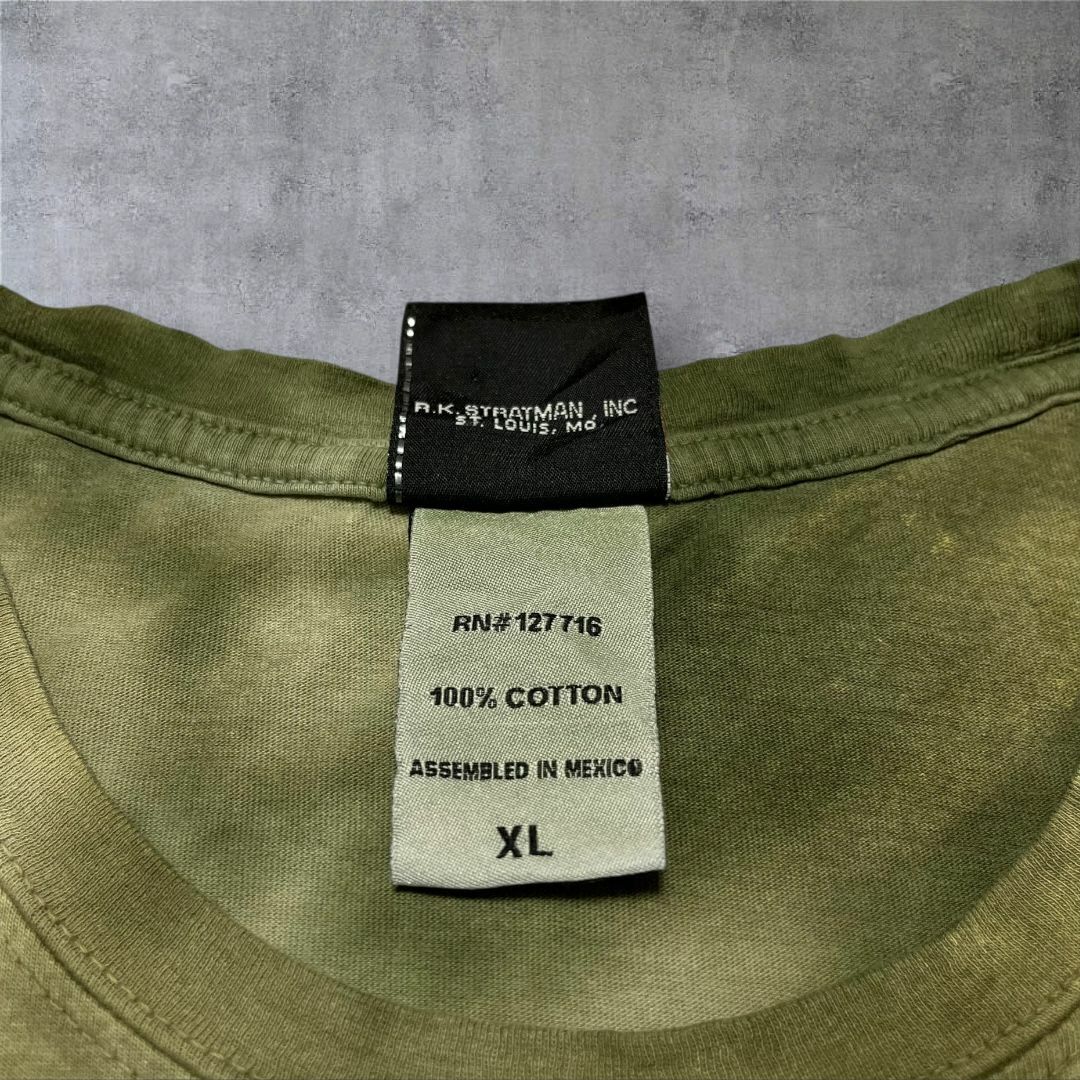 R.K. STRATMAN, INC
ST. LOUIS, MO
RN#127716
100% COTTON
ASSEMBLED IN MEXICO
XL